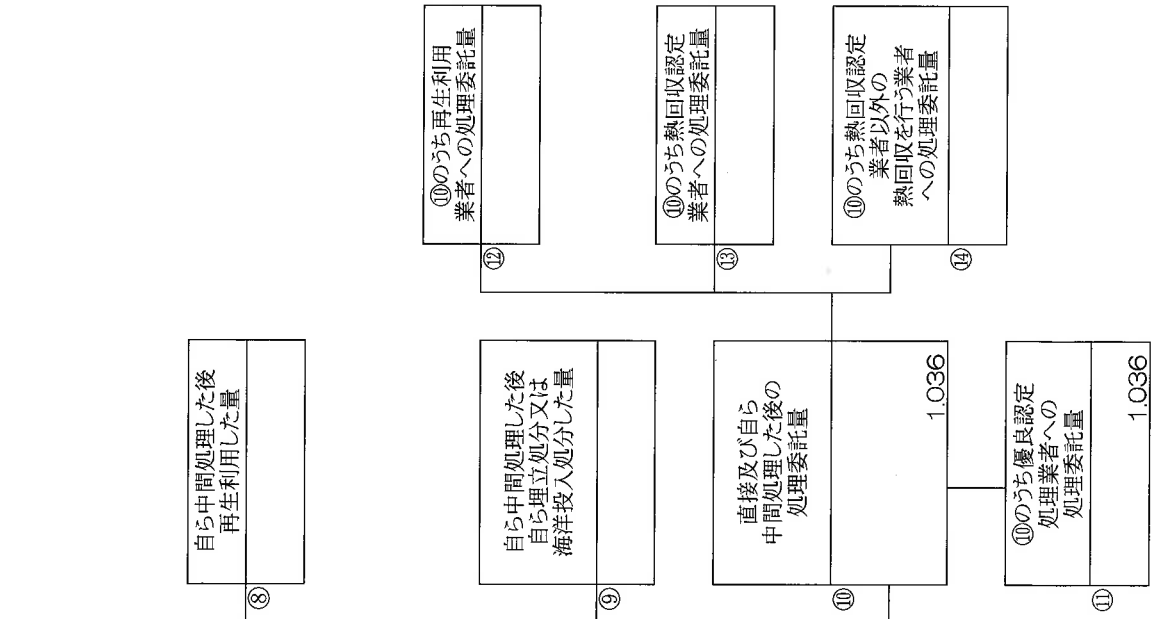 ⑧
自ら中間処理した後
再生利用した量
⑨
自ら中間処理した後
自ら埋立処分又は
海洋投入処分した量
⑩
直接及び自ら
中間処理した後の
処理委託量
1.036
⑪
⑩のうち優良認定
処理業者への
処理委託量
1.036
⑫
⑩のうち再生利用
業者への処理委託量
⑬
⑩のうち熱回収認定
業者への処理委託量
⑭
⑩のうち熱回収認定
業者以外の
熱回収を行う業者
への処理委託量